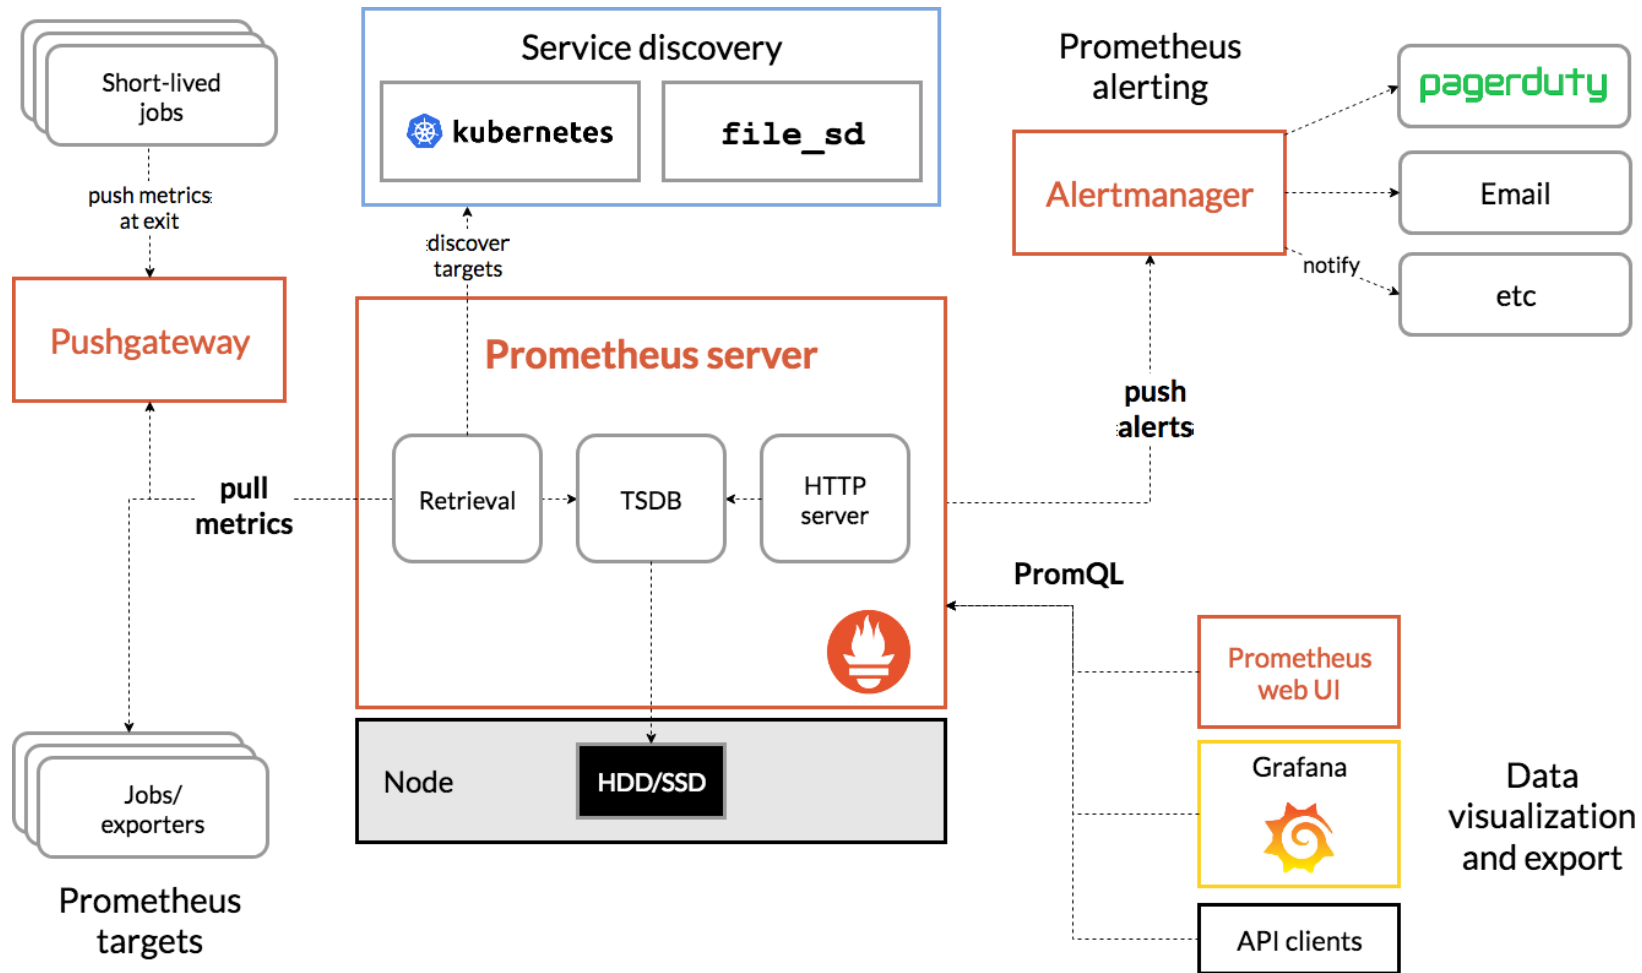 Short-lived
jobs
push metrics
at exit
Pushgateway
pull
metrics
Jobs/
exporters
Prometheus
targets
Service discovery
kubernetes
file_sd
discover
targets
Prometheus server
Retrieval
TSDB
HTTP
server
Node
HDD/SSD
Prometheus
alerting
Alertmanager
pagerduty
Email
notify
etc
push
alerts
PromQL
Prometheus
web UI
Grafana
API clients
Data
visualization
and export